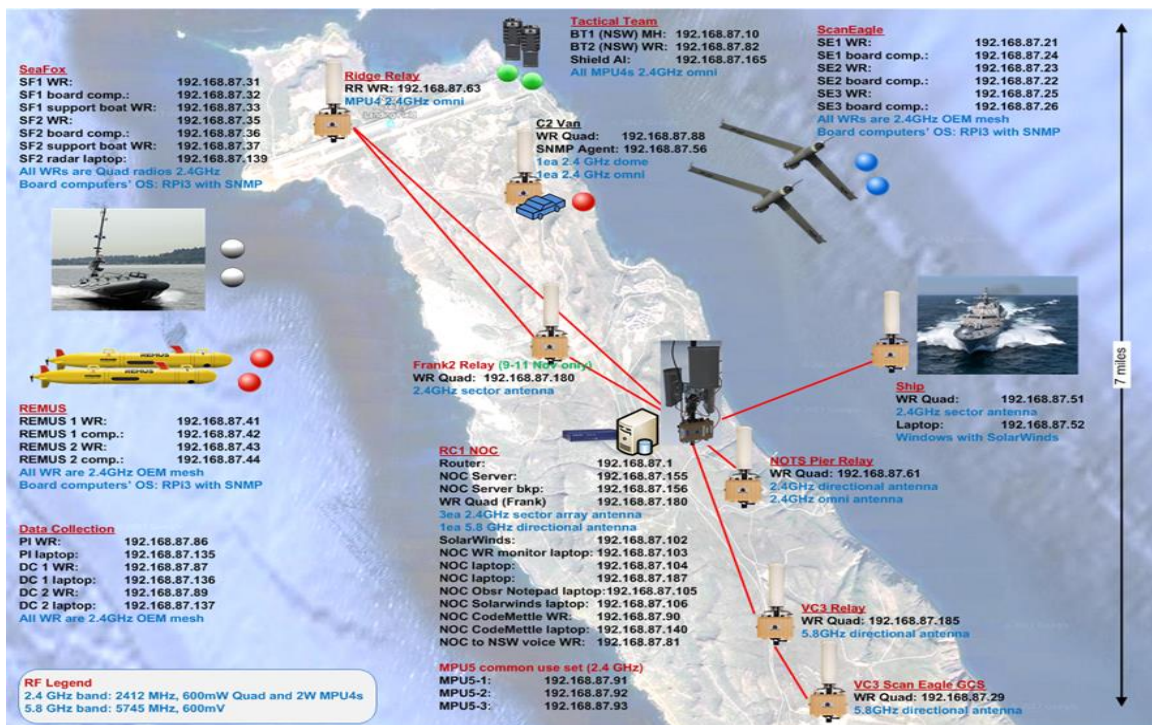 SeaFox
SF1 WR: 192.168.87.31
SF1 board comp.: 192.168.87.32
SF1 support boat WR: 192.168.87.33
SF2 WR: 192.168.87.35
SF2 board comp.: 192.168.87.36
SF2 support boat WR: 192.168.87.37
SF2 radar laptop: 192.168.87.139
All WRs are Quad radios 2.4GHz
Board computers' OS: RPi3 with SNMP
Ridge Relay
RR WR: 192.168.87.63
MPU4 2.4GHz omni
Tactical Team
BT1 (NSW) MH: 192.168.87.10
BT2 (NSW) WR: 192.168.87.82
Shield AI: 192.168.87.165
All MPU4s 2.4GHz omni
C2 Van
WR Quad: 192.168.87.88
SNMP Agent: 192.168.87.56
1ea 2.4 GHz dome
1ea 2.4 GHz omni
ScanEagle
SE1 WR: 192.168.87.21
SE1 board comp.: 192.168.87.24
SE2 WR: 192.168.87.23
SE2 board comp.: 192.168.87.22
SE3 WR: 192.168.87.25
SE3 board comp.: 192.168.87.26
All WRs are 2.4GHz OEM mesh
Board computers' OS: RPi3 with SNMP
7 miles
REMUS
REMUS
REMUS
REMUS 1 WR: 192.168.87.41
REMUS 1 comp.: 192.168.87.42
REMUS 2 WR: 192.168.87.43
REMUS 2 comp.: 192.168.87.44
All WR are 2.4GHz OEM mesh
Board computers' OS: RPi3 with SNMP
Frank2 Relay (9-11 Nov only)
WR Quad: 192.168.87.180
2.4GHz sector antenna
Ship
WR Quad: 192.168.87.51
2.4GHz sector antenna
Laptop: 192.168.87.52
Windows with SolarWinds
RC1 NOC
Router: 192.168.87.1
NOC Server: 192.168.87.155
NOC Server bkp: 192.168.87.156
WR Quad (Frank) 192.168.87.180
3ea 2.4GHz sector array antenna
1ea 5.8 GHz directional antenna
SolarWinds: 192.168.87.102
NOC WR monitor laptop: 192.168.87.103
NOC laptop: 192.168.87.104
NOC laptop: 192.168.87.187
NOC Obsr Notepad laptop: 192.168.87.105
NOC Solarwinds laptop: 192.168.87.106
NOC CodeMettle WR: 192.168.87.90
NOC CodeMettle laptop: 192.168.87.140
NOC to NSW voice WR: 192.168.87.81
NOTS Pier Relay
WR Quad: 192.168.87.61
2.4GHz directional antenna
2.4GHz omni antenna
Data Collection
PI WR: 192.168.87.86
PI laptop: 192.168.87.135
DC 1 WR: 192.168.87.87
DC 1 laptop: 192.168.87.136
DC 2 WR: 192.168.87.89
DC 2 laptop: 192.168.87.137
All WR are 2.4GHz OEM mesh
VC3 Relay
WR Quad: 192.168.87.185
5.8GHz directional antenna
MPU5 common use set (2.4 GHz)
MPU5-1: 192.168.87.91
MPU5-2: 192.168.87.92
MPU5-3: 192.168.87.93
VC3 Scan Eagle GCS
WR Quad: 192.168.87.29
5.8GHz directional antenna
RF Legend
2.4 GHz band: 2412 MHz, 600mW Quad and 2W MPU4s
5.8 GHz band: 5745 MHz, 600mV